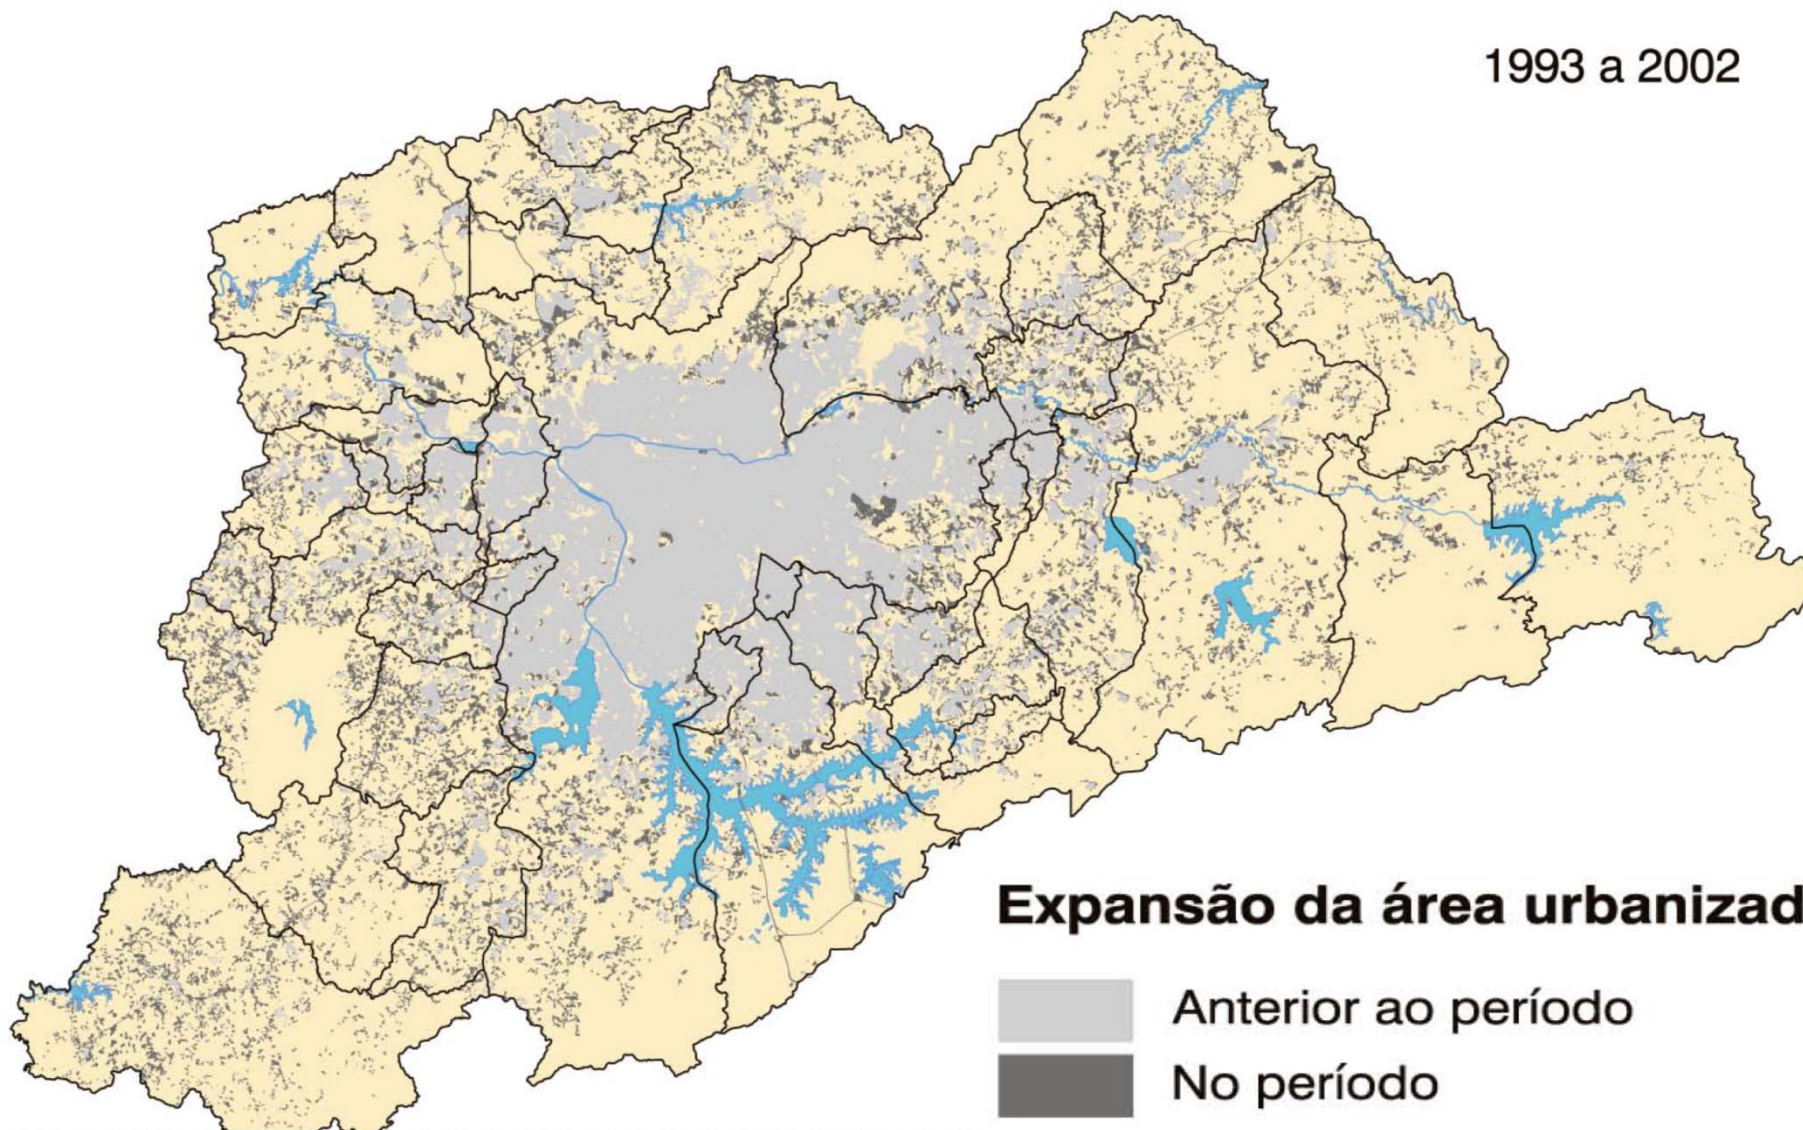 1993 a 2002
Expansão da área urbanizad
Anterior ao período
No período